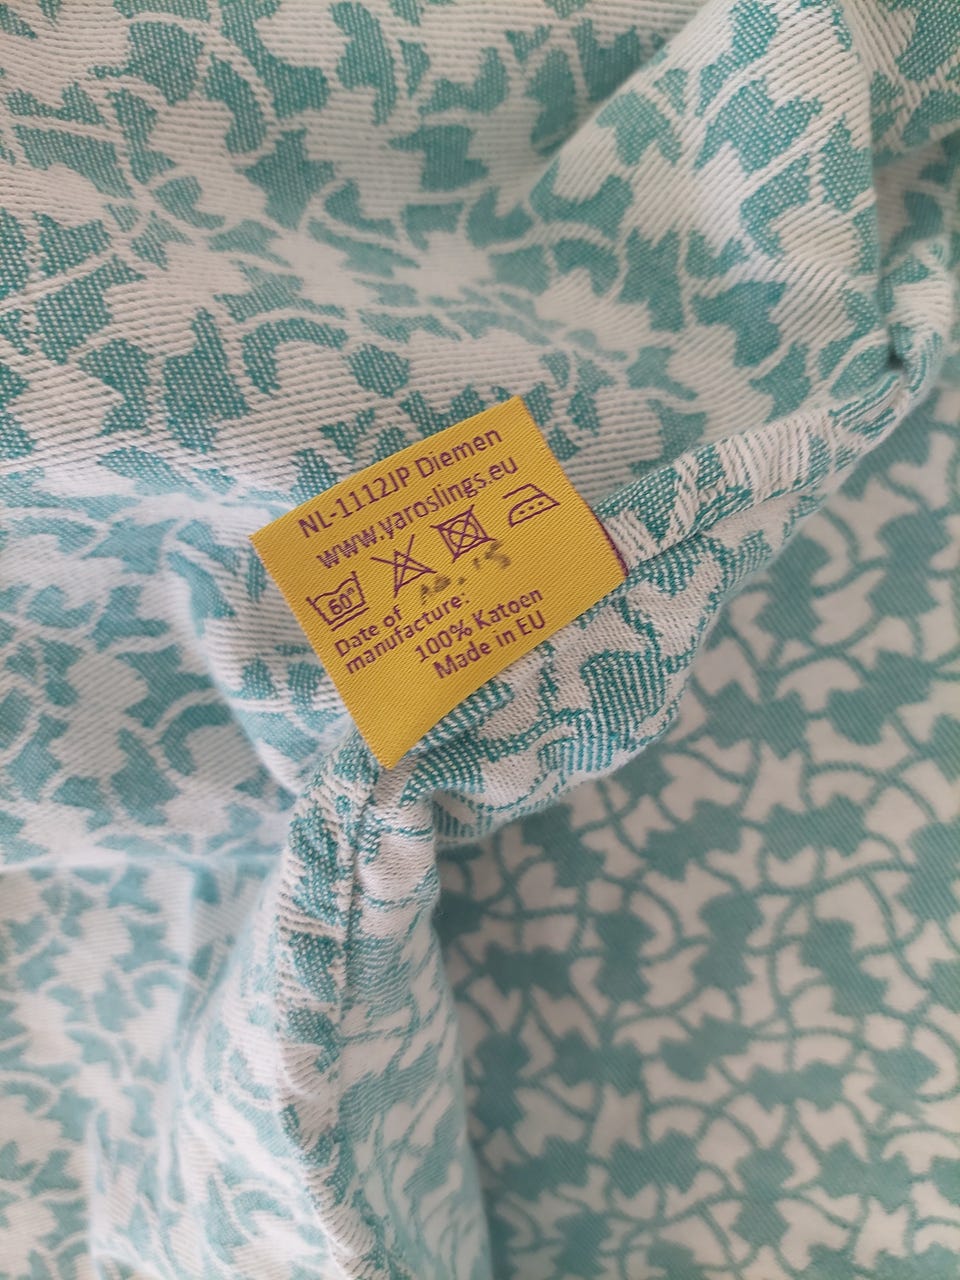 NL-1112JP Diemen
www.yaroslings.eu
60°
Date of
manufacture:
100% Katoen
Made in EU